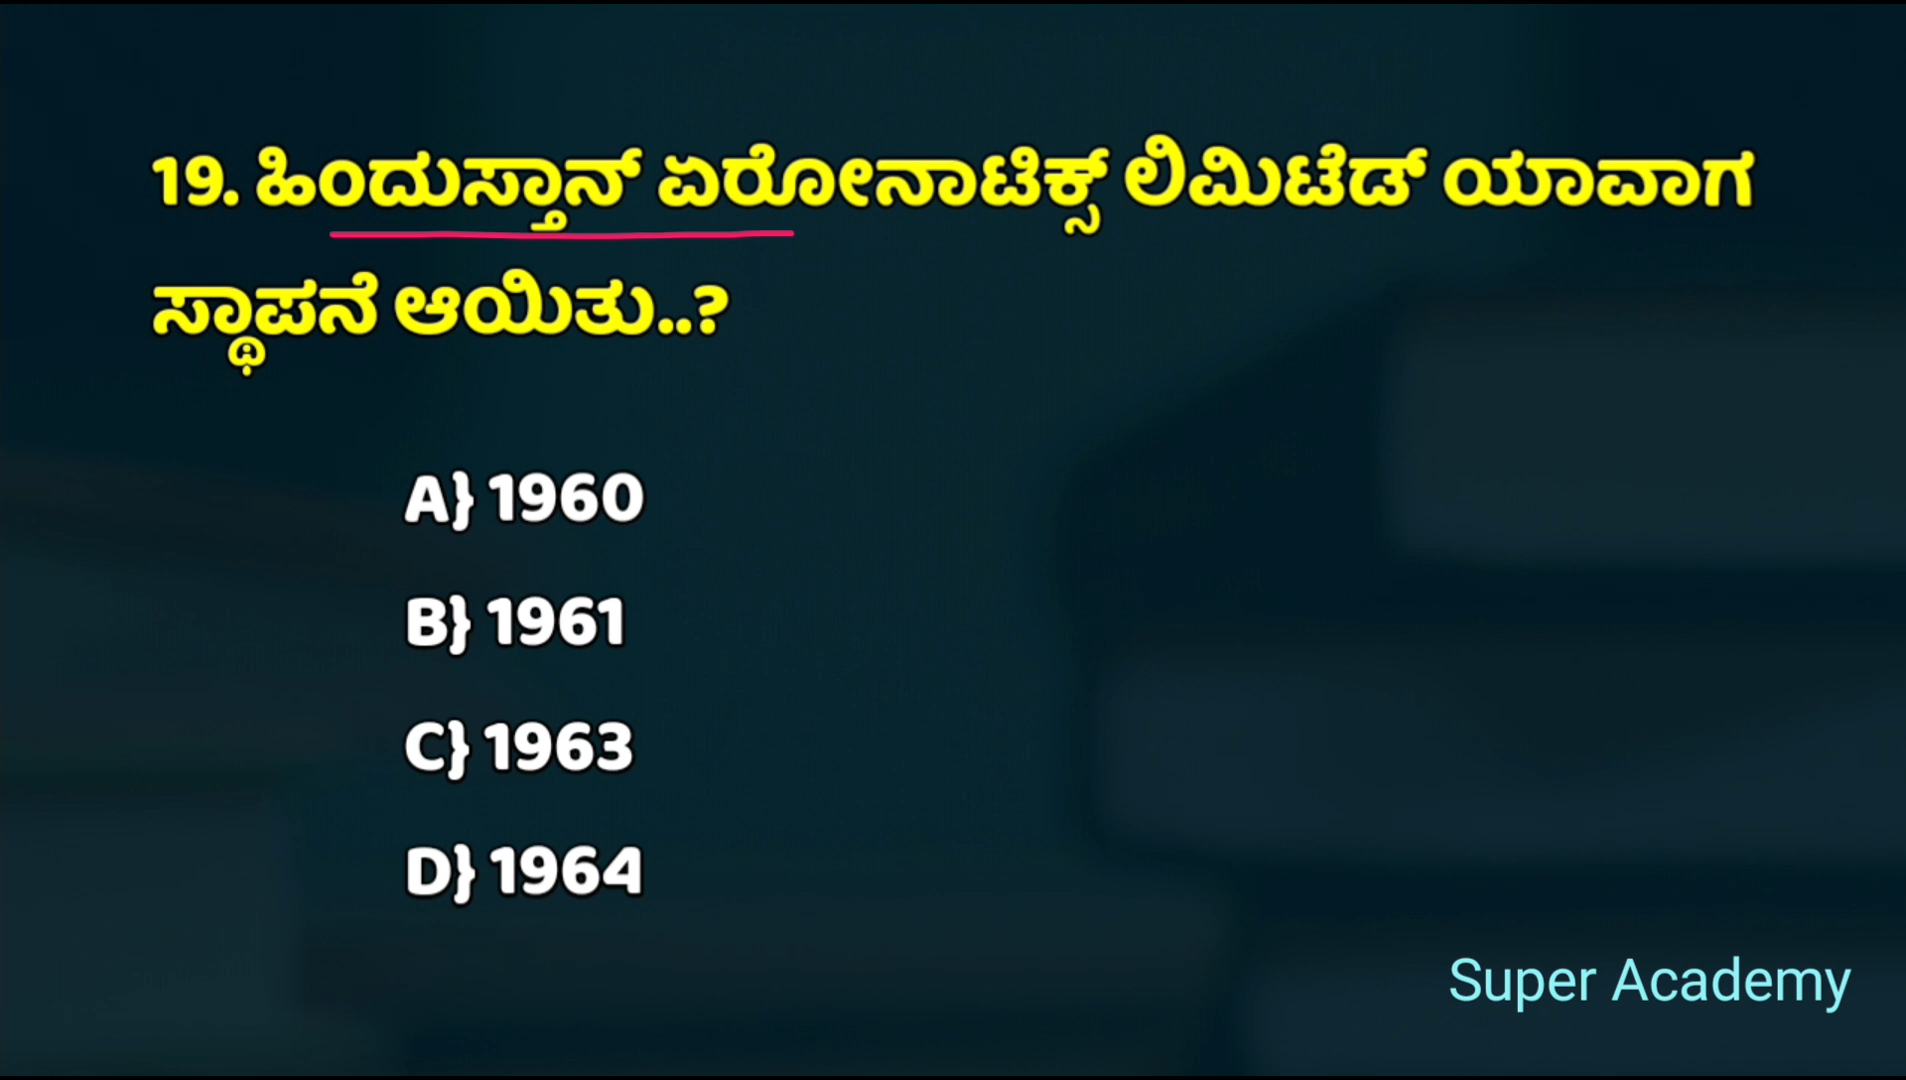 19. ಹಿಂದುಸ್ತಾನ್ ಏರೋನಾಟಿಕ್ಸ್ ಲಿಮಿಟೆಡ್ ಯಾವಾಗ
ಸ್ಥಾಪನೆ ಆಯಿತು..?
A} 1960
B} 1961
C} 1963
D} 1964
Super Academy